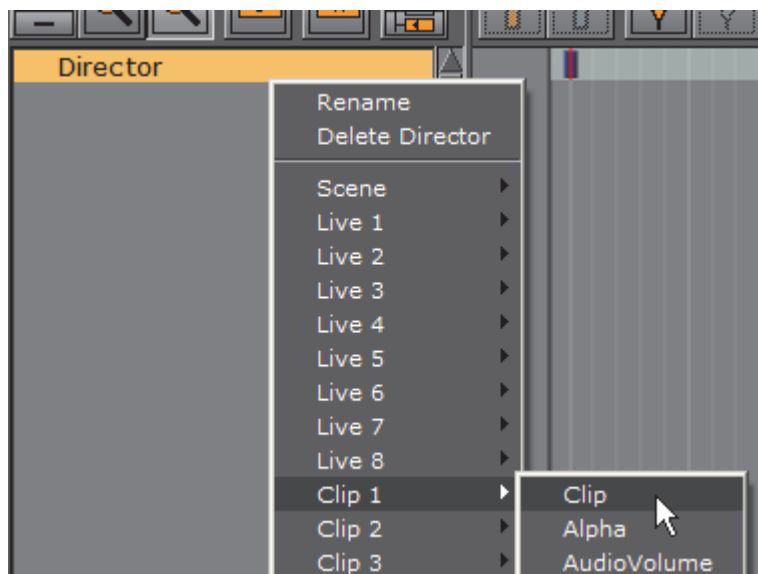 Director
Rename
Delete Director
Scene
Live 1
Live 2
Live 3
Live 4
Live 5
Live 6
Live 7
Live 8
Clip 1
Clip
Clip 2
Alpha
Clip 3
AudioVolume